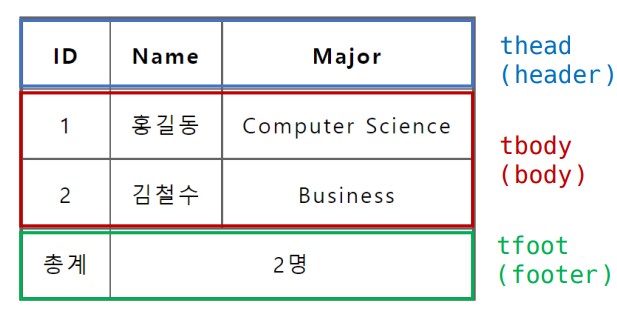 ID Name Major
thead
(header)
1 홍길동 Computer Science
2 김철수 Business
tbody
(body)
총계 2명
tfoot
(footer)